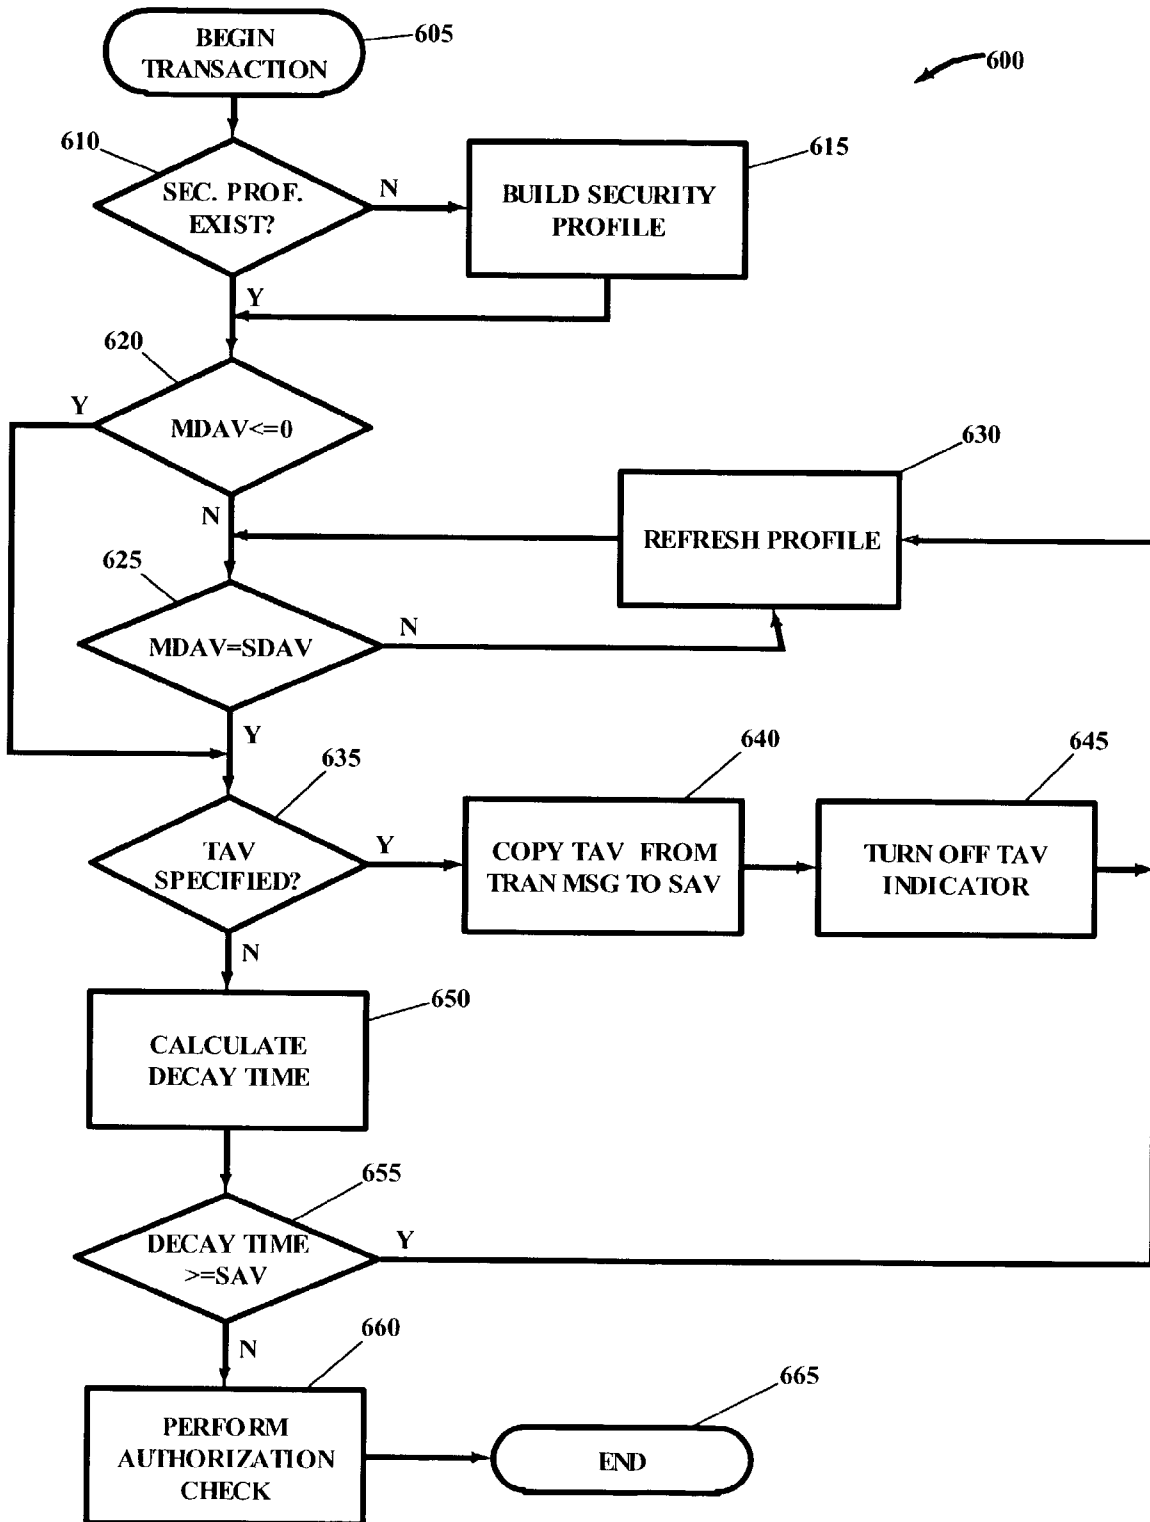 BEGIN
TRANSACTION
605
600
610
SEC. PROF.
EXIST?
N
615
BUILD SECURITY
PROFILE
Y
620
Y
MDAV<=0
N
630
REFRESH PROFILE
625
MDAV=SDAV
N
Y
635
TAV
SPECIFIED?
Y
640
COPY TAV FROM
TRAN MSG TO SAV
645
TURN OFF TAV
INDICATOR
N
650
CALCULATE
DECAY TIME
655
DECAY TIME
>=SAV
Y
N
660
PERFORM
AUTHORIZATION
CHECK
665
END